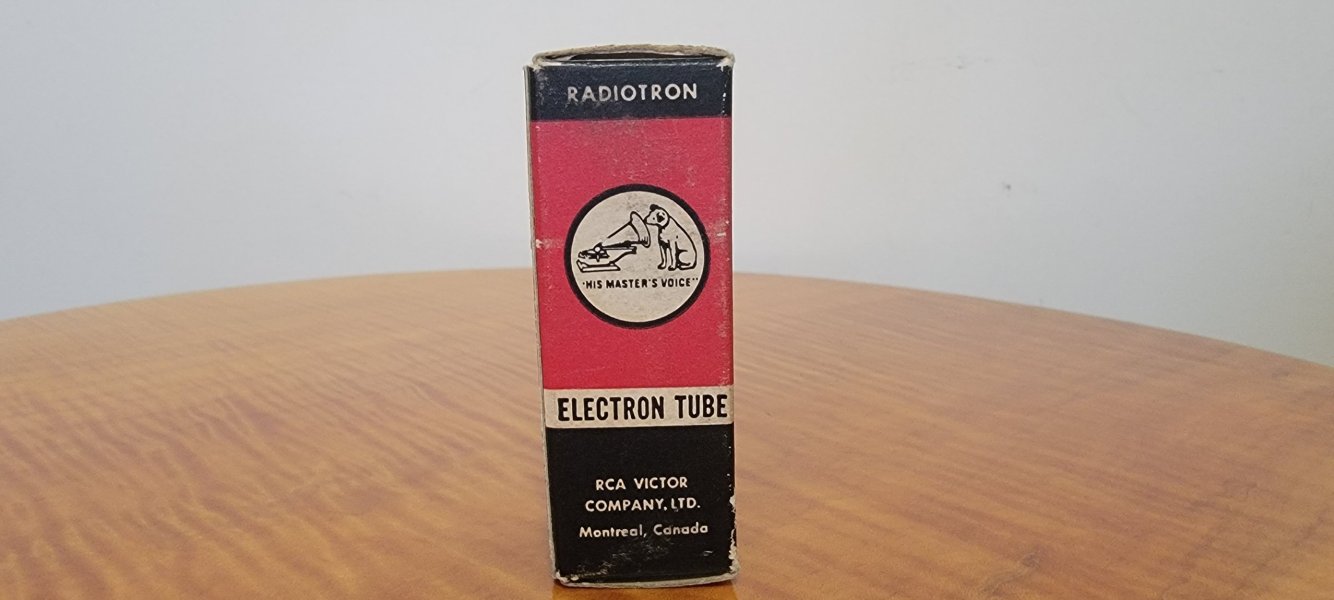 RADIOTRON
"HIS MASTER'S VOICE"
ELECTRON TUBE
RCA VICTOR
COMPANY, LTD.
Montreal, Canada